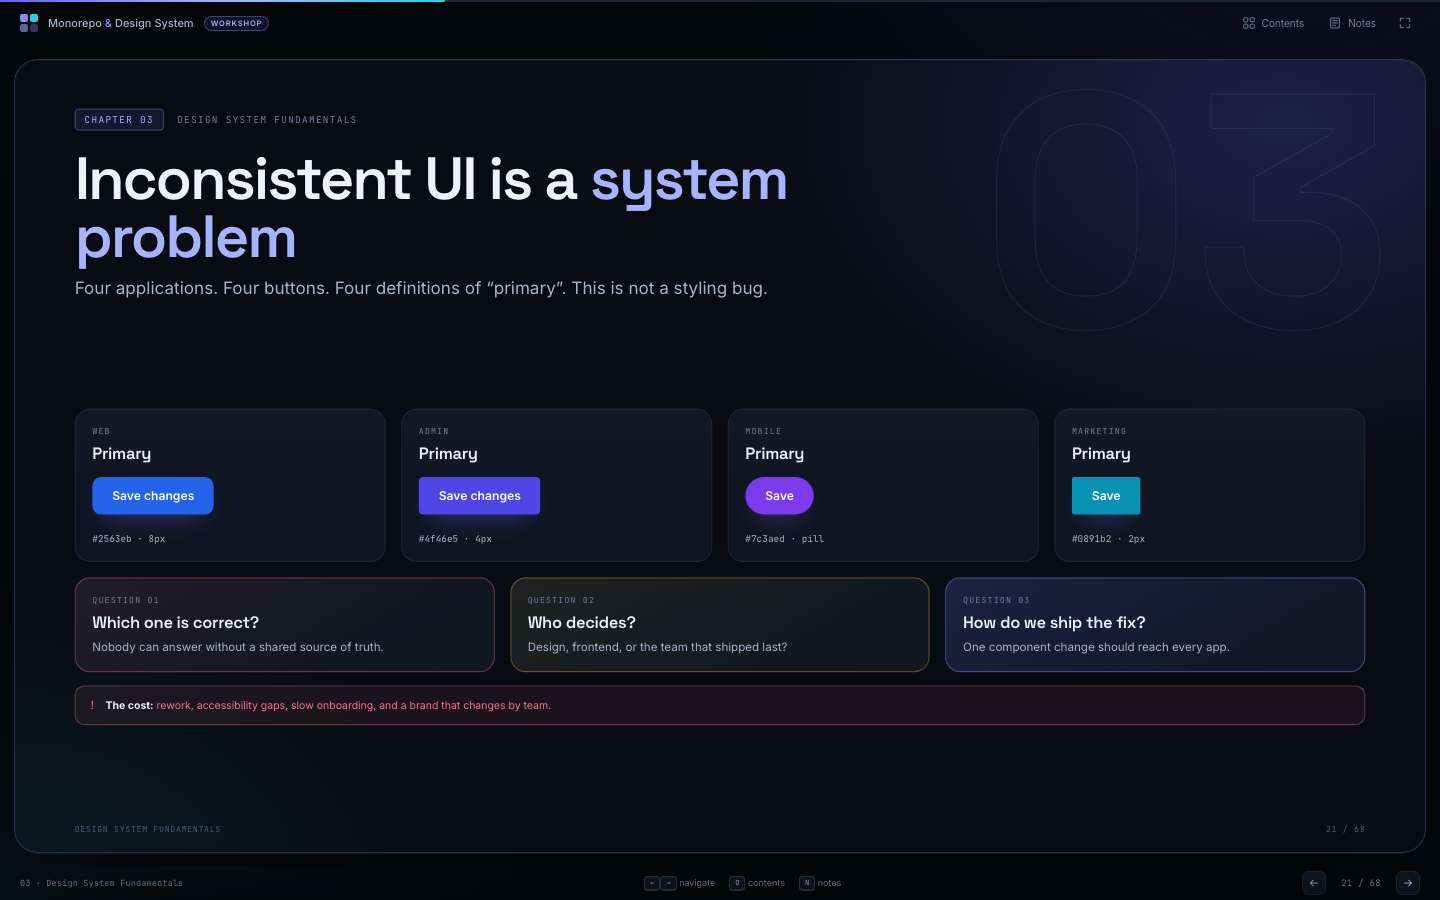 Monorepo & Design System WORKSHOP
Contents Notes
CHAPTER 03 DESIGN SYSTEM FUNDAMENTALS
03
Inconsistent UI is a system
problem
Four applications. Four buttons. Four definitions of “primary”. This is not a styling bug.
WEB
Primary
Save changes
#2563eb · 8px
ADMIN
Primary
Save changes
#4f46e5 · 4px
MOBILE
Primary
Save
#7c3aed · pill
MARKETING
Primary
Save
#0891b2 · 2px
QUESTION 01
Which one is correct?
Nobody can answer without a shared source of truth.
QUESTION 02
Who decides?
Design, frontend, or the team that shipped last?
QUESTION 03
How do we ship the fix?
One component change should reach every app.
! The cost: rework, accessibility gaps, slow onboarding, and a brand that changes by team.
DESIGN SYSTEM FUNDAMENTALS 21 / 68
03 · Design System Fundamentals ← → navigate O contents N notes ← 21 / 68 →